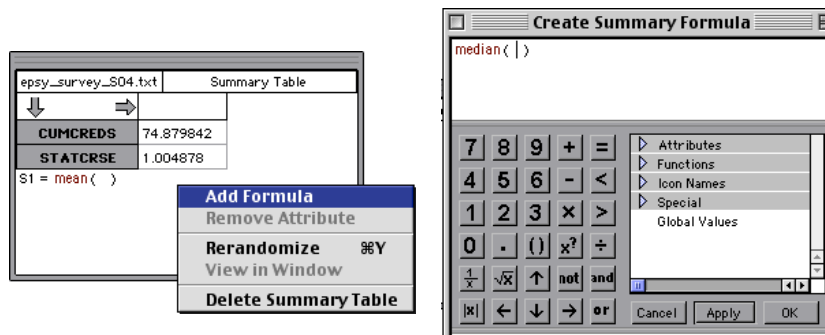 epsy_survey_S04.txt Summary Table
CUMCREDS 74.879842
STATCRSE 1.004878
S1 = mean( )
Add Formula
Remove Attribute
Rerandomize ⌘Y
View in Window
Delete Summary Table
Create Summary Formula
median( )
7 8 9 + =
4 5 6 - <
1 2 3 × >
0 . () x? ÷
1/x √x ↑ not and
|x| ← ↓ → or
Attributes
Functions
Icon Names
Special
Global Values
Cancel Apply OK